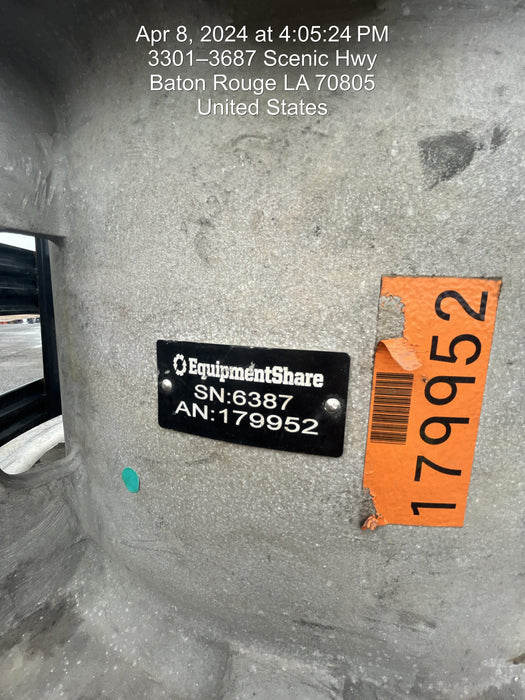 Apr 8, 2024 at 4:05:24 PM
3301–3687 Scenic Hwy
Baton Rouge LA 70805
United States
EquipmentShare
SN:6387
AN:179952
179952